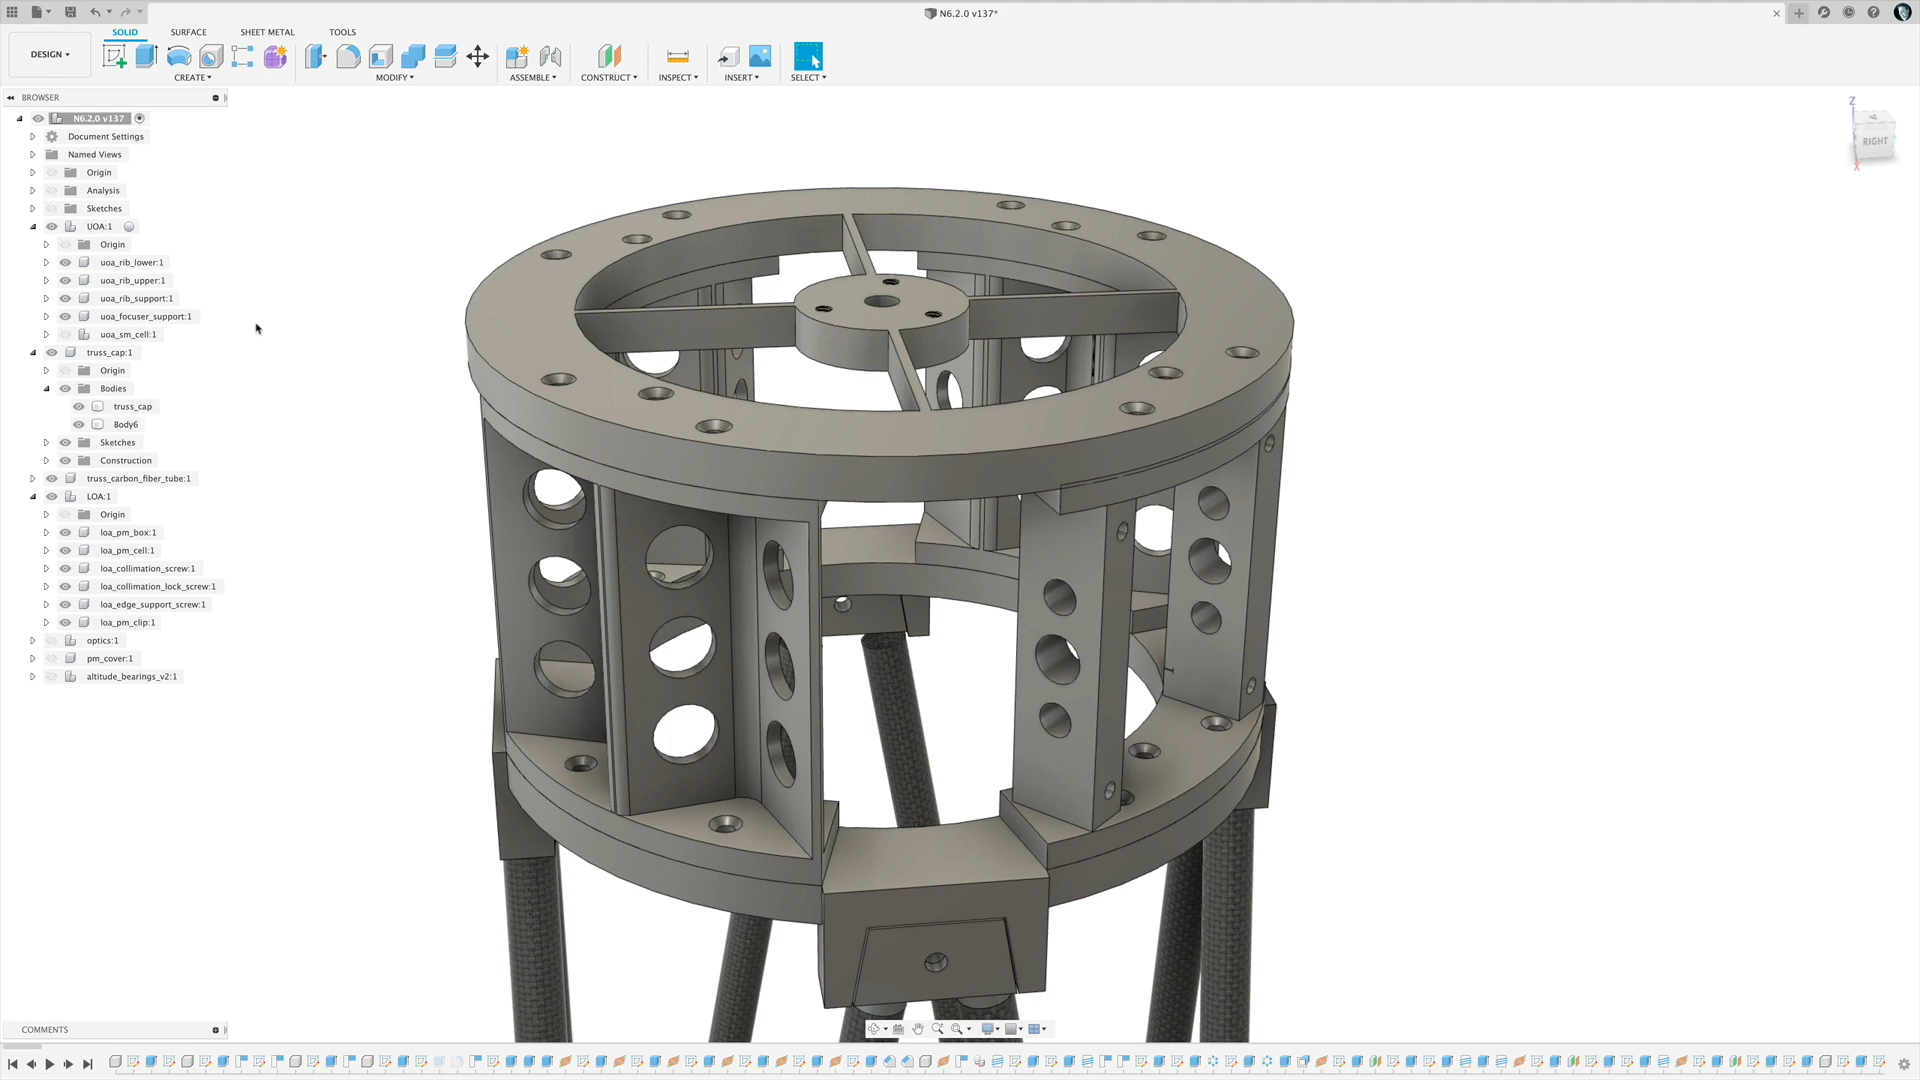 N6.2.0 v137*
SOLID SURFACE SHEET METAL TOOLS
DESIGN
CREATE MODIFY ASSEMBLE CONSTRUCT INSPECT INSERT SELECT
BROWSER
N6.2.0 v137
Document Settings
Named Views
Origin
Analysis
Sketches
UOA:1
Origin
uoa_rib_lower:1
uoa_rib_upper:1
uoa_rib_support:1
uoa_focuser_support:1
uoa_sm_cell:1
truss_cap:1
Origin
Bodies
truss_cap
Body6
Sketches
Construction
truss_carbon_fiber_tube:1
LOA:1
Origin
loa_pm_box:1
loa_pm_cell:1
loa_collimation_screw:1
loa_collimation_lock_screw:1
loa_edge_support_screw:1
loa_pm_clip:1
optics:1
pm_cover:1
altitude_bearings_v2:1
Z
RIGHT
X
COMMENTS